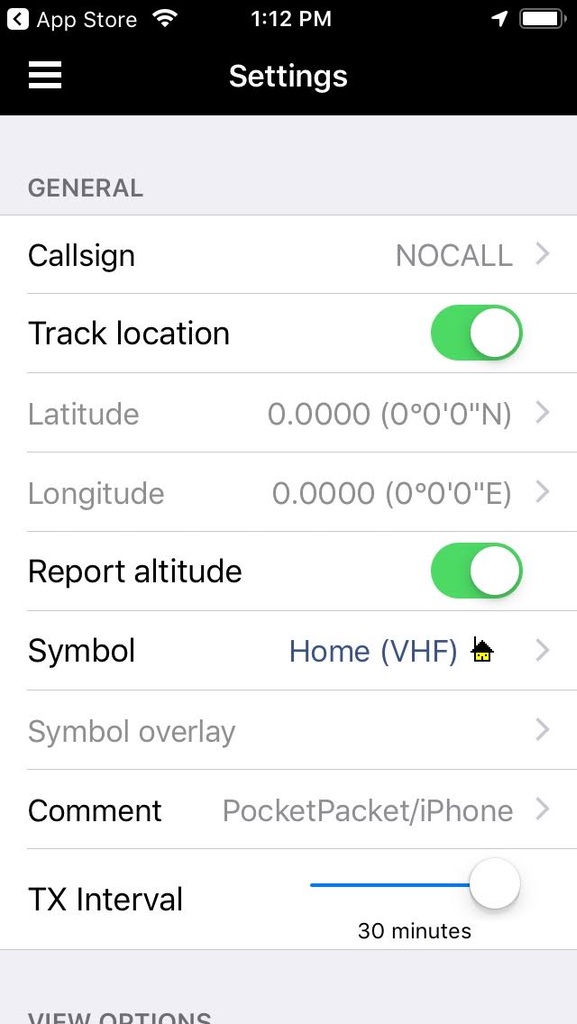 App Store 1:12 PM
Settings
GENERAL
Callsign NOCALL
Track location
Latitude 0.0000 (0°0'0"N)
Longitude 0.0000 (0°0'0"E)
Report altitude
Symbol Home (VHF)
Symbol overlay
Comment PocketPacket/iPhone
TX Interval
30 minutes
VIEW OPTIONS